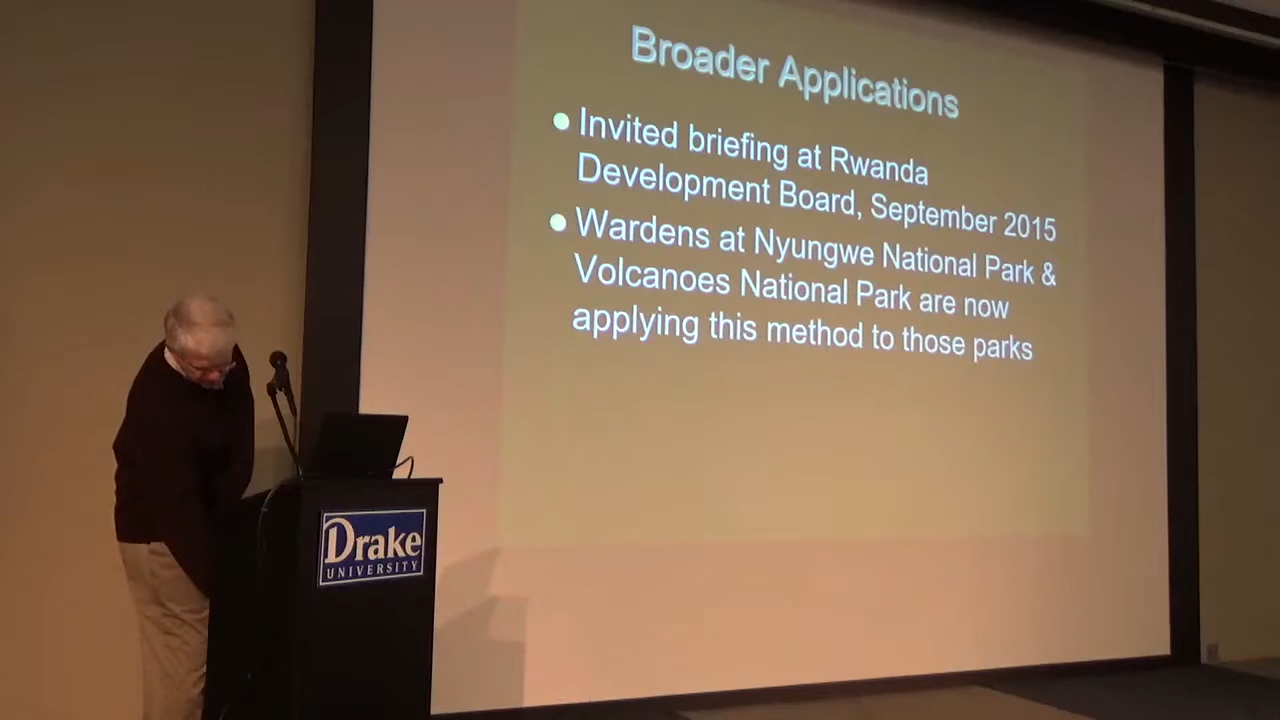 Broader Applications
Invited briefing at Rwanda
Development Board, September 2015
Wardens at Nyungwe National Park &
Volcanoes National Park are now
applying this method to those parks
Drake
UNIVERSITY